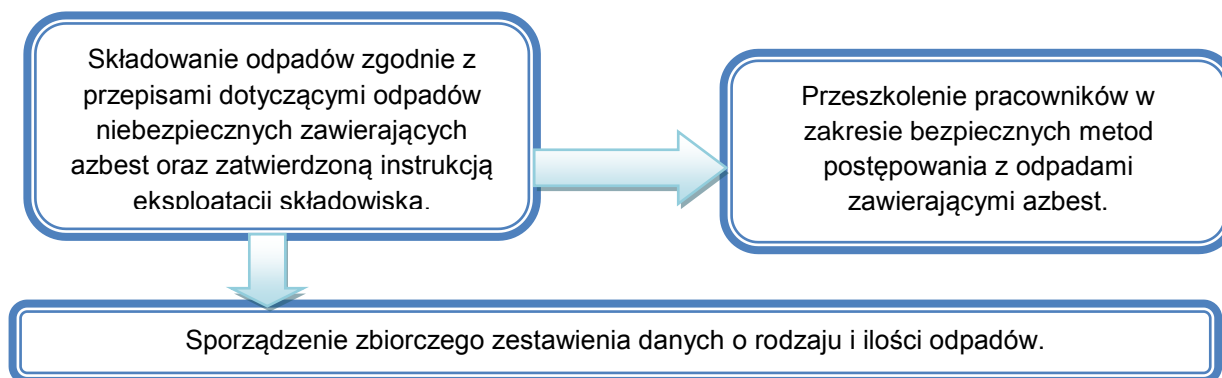 Składowanie odpadów zgodnie z
przepisami dotyczącymi odpadów
niebezpiecznych zawierających
azbest oraz zatwierdzoną instrukcją
eksploatacji składowiska.
Przeszkolenie pracowników w
zakresie bezpiecznych metod
postępowania z odpadami
zawierającymi azbest.
Sporządzenie zbiorczego zestawienia danych o rodzaju i ilości odpadów.